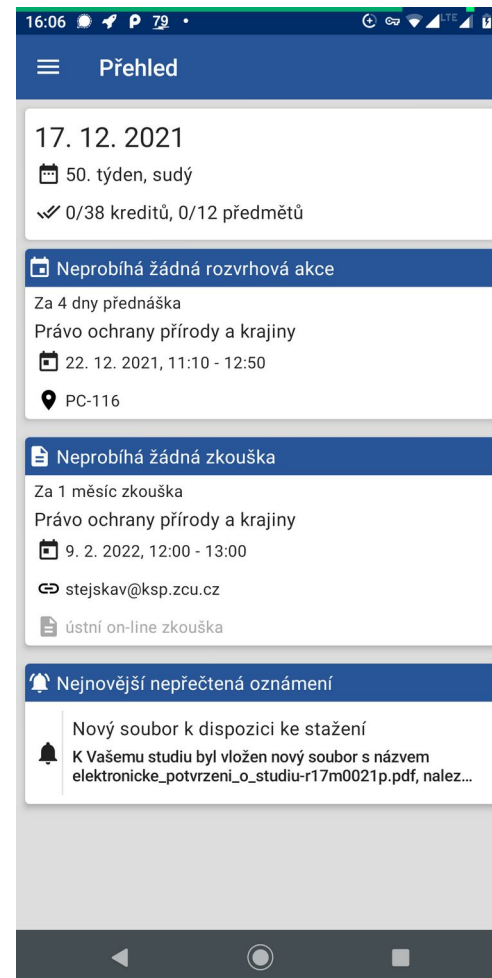 16:06 79 LTE
Přehled
17. 12. 2021
50. týden, sudý
0/38 kreditů, 0/12 předmětů
Neprobíhá žádná rozvrhová akce
Za 4 dny přednáška
Právo ochrany přírody a krajiny
22. 12. 2021, 11:10 - 12:50
PC-116
Neprobíhá žádná zkouška
Za 1 měsíc zkouška
Právo ochrany přírody a krajiny
9. 2. 2022, 12:00 - 13:00
stejskav@ksp.zcu.cz
ústní on-line zkouška
Nejnovější nepřečtená oznámení
Nový soubor k dispozici ke stažení
K Vašemu studiu byl vložen nový soubor s názvem
elektronicke_potvrzeni_o_studiu-r17m0021p.pdf, nalez...